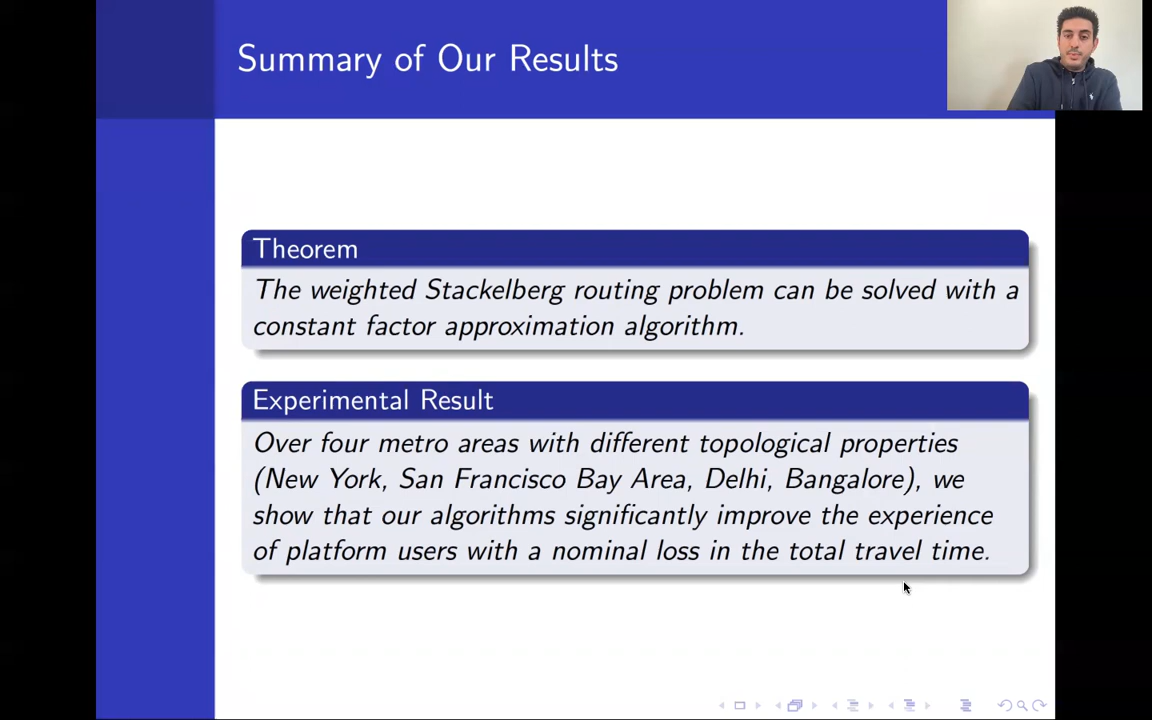 Summary of Our Results
Theorem
The weighted Stackelberg routing problem can be solved with a
constant factor approximation algorithm.
Experimental Result
Over four metro areas with different topological properties
(New York, San Francisco Bay Area, Delhi, Bangalore), we
show that our algorithms significantly improve the experience
of platform users with a nominal loss in the total travel time.